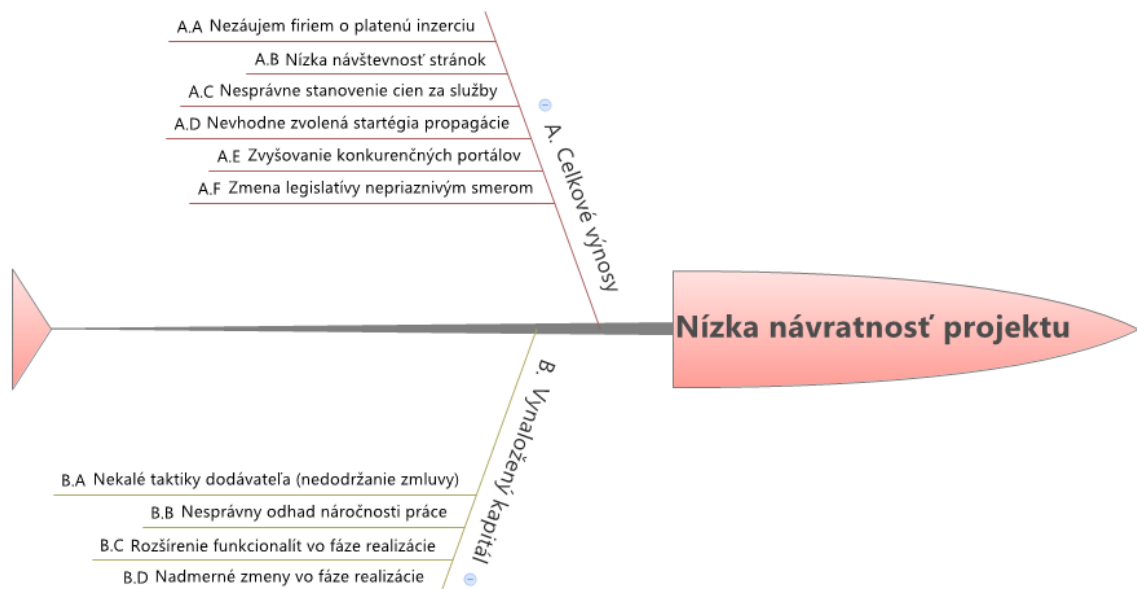 A.A Nezáujem firiem o platenú inzerciu
A.B Nízka návštevnosť stránok
A.C Nesprávne stanovenie cien za služby
A.D Nevhodne zvolená startégia propagácie
A.E Zvyšovanie konkurenčných portálov
A.F Zmena legislatívy nepriaznivým smerom
A. Celkové výnosy
Nízka návratnosť projektu
B. Vynaložený kapitál
B.A Nekalé taktiky dodávateľa (nedodržanie zmluvy)
B.B Nesprávny odhad náročnosti práce
B.C Rozšírenie funkcionalít vo fáze realizácie
B.D Nadmerné zmeny vo fáze realizácie